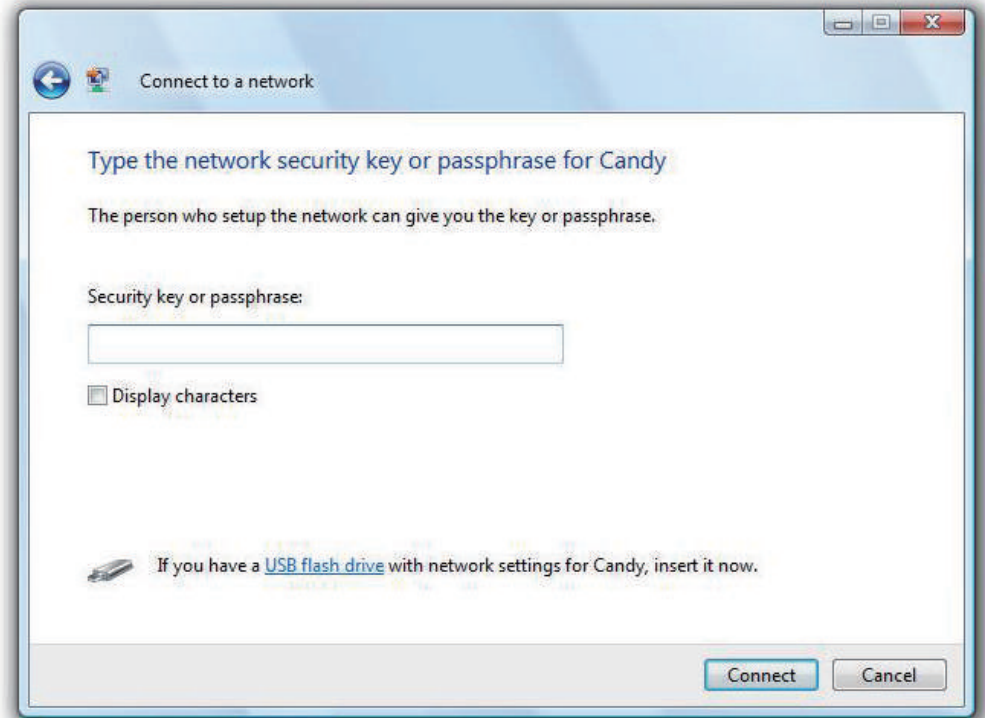 Connect to a network
Type the network security key or passphrase for Candy
The person who setup the network can give you the key or passphrase.
Security key or passphrase:
Display characters
If you have a USB flash drive with network settings for Candy, insert it now.
Connect Cancel